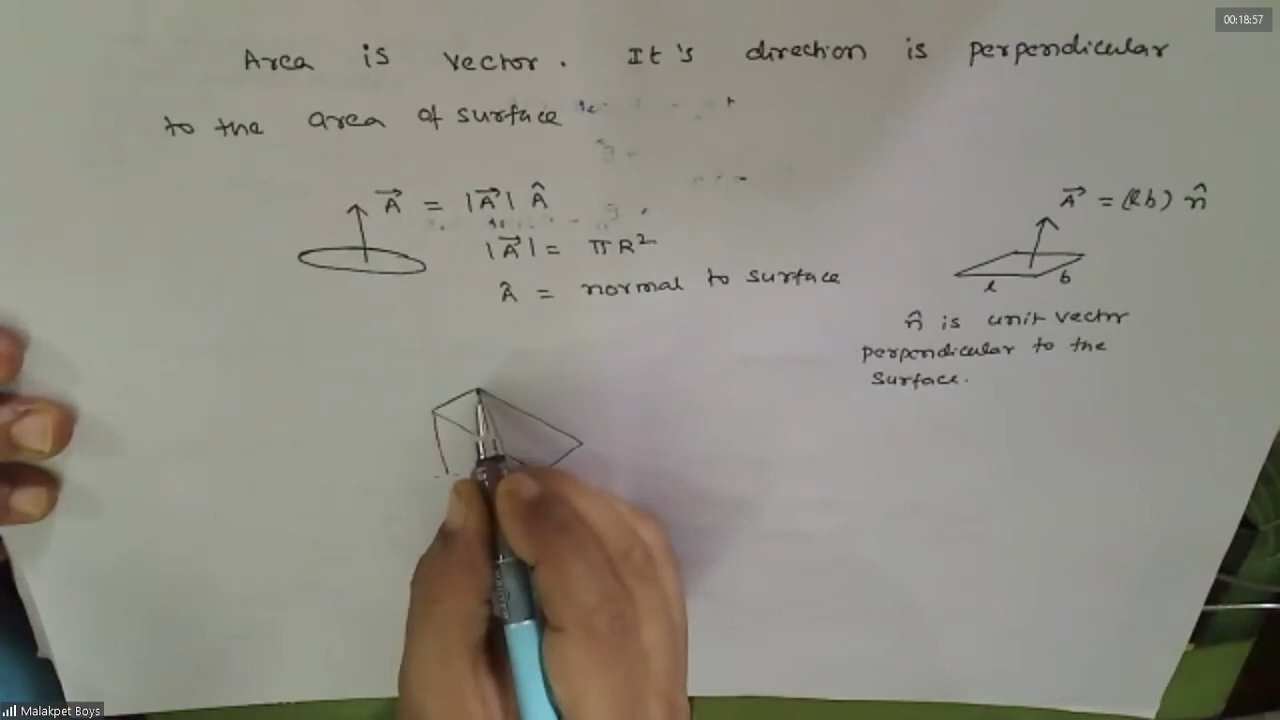 00:18:57
Area is vector. It's direction is perpendicular
to the area of surface
A⃗ = |A⃗| Â
|A⃗| = πR²
Â = normal to surface
A⃗ = (lb) n̂
l
b
n̂ is unit vector
perpendicular to the
surface.
Malakpet Boys